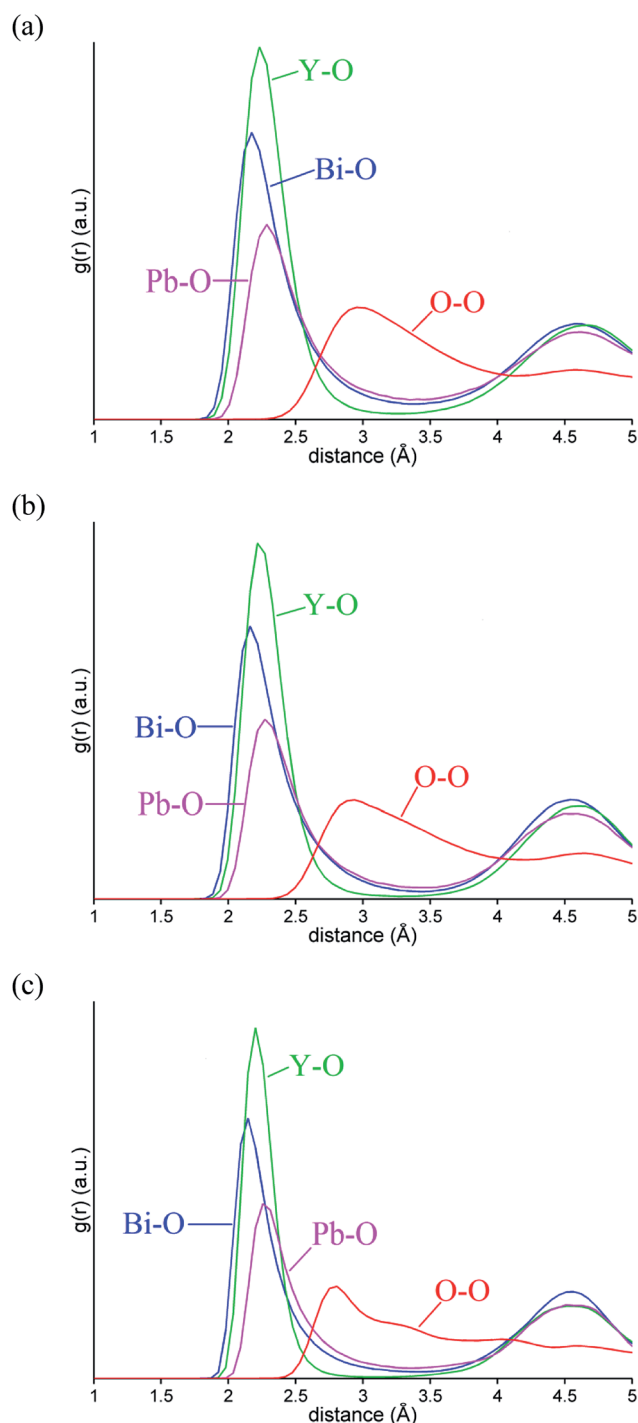 (a)
Y-O
Bi-O
Pb-O
O-O
g(r) (a.u.)
1 1.5 2 2.5 3 3.5 4 4.5 5
distance (Å)
(b)
Y-O
Bi-O
Pb-O
O-O
g(r) (a.u.)
1 1.5 2 2.5 3 3.5 4 4.5 5
distance (Å)
(c)
Y-O
Bi-O
Pb-O
O-O
g(r) (a.u.)
1 1.5 2 2.5 3 3.5 4 4.5 5
distance (Å)